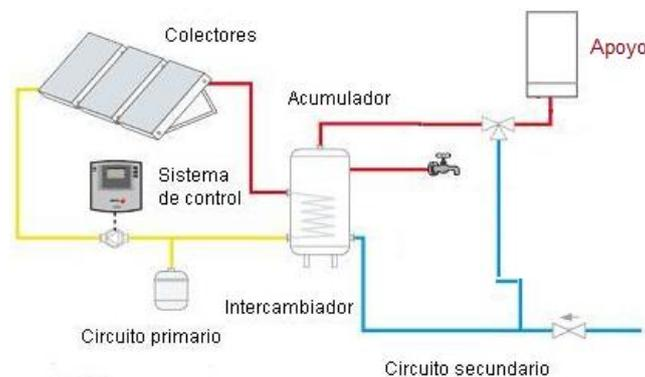 Colectores
Apoyo
Acumulador
Sistema
de control
Intercambiador
Circuito primario
Circuito secundario